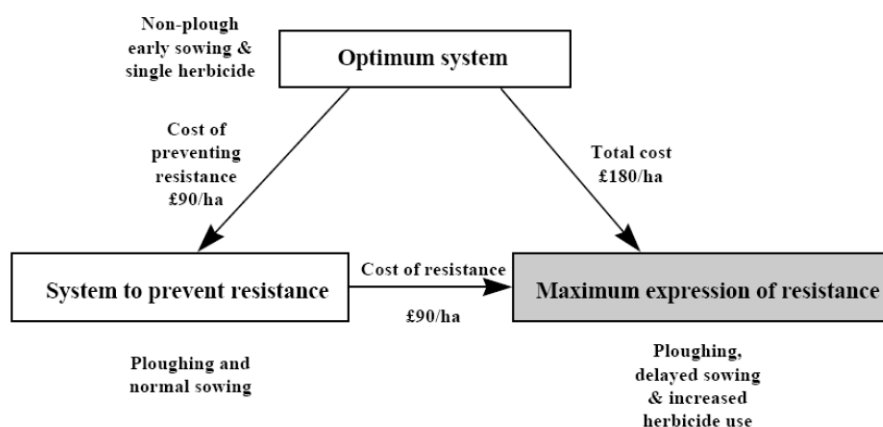 Non-plough
early sowing &
single herbicide
Optimum system
Cost of
preventing
resistance
£90/ha
Total cost
£180/ha
System to prevent resistance
Cost of resistance
£90/ha
Maximum expression of resistance
Ploughing and
normal sowing
Ploughing,
delayed sowing
& increased
herbicide use